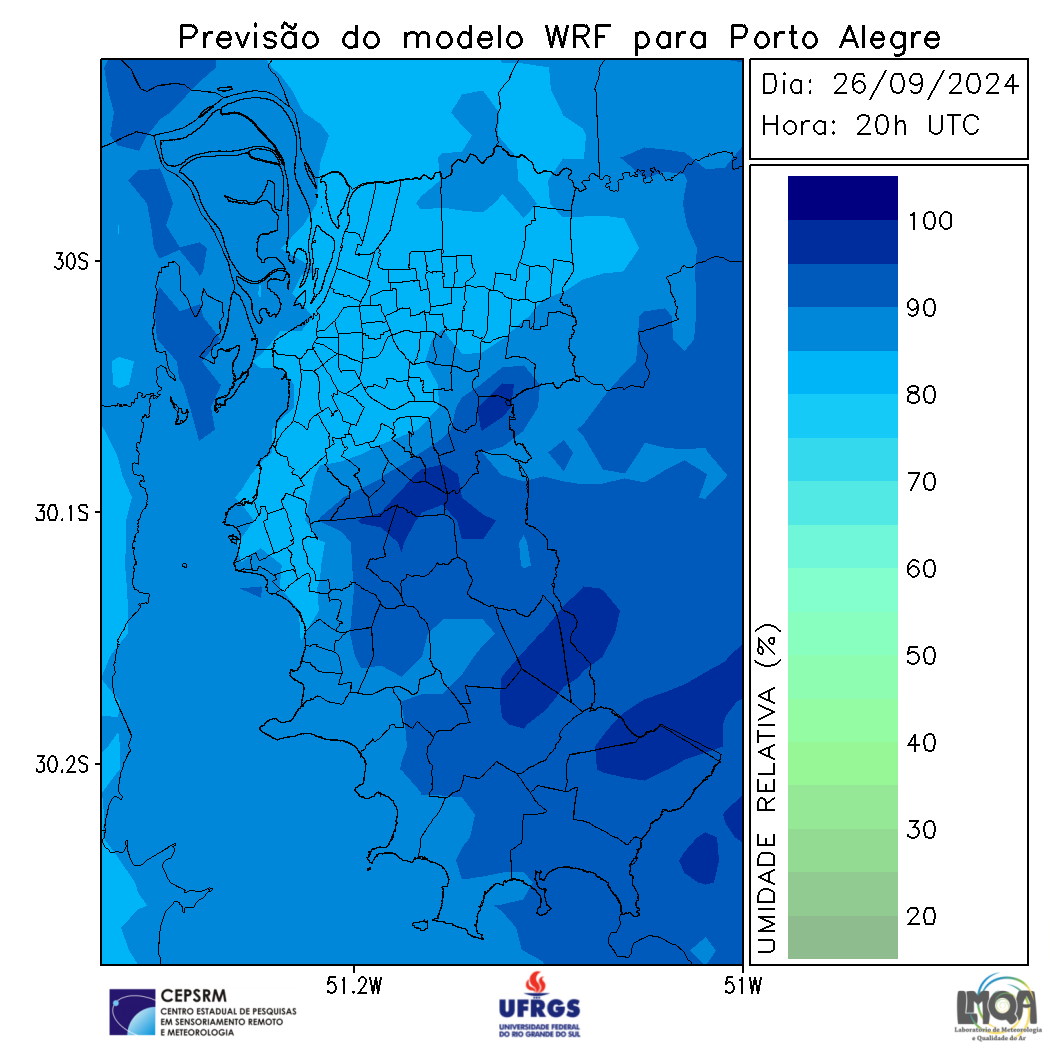 Previsão do modelo WRF para Porto Alegre
Dia: 26/09/2024
Hora: 20h UTC
30S
30.1S
30.2S
51.2W
51W
100
90
80
70
60
50
40
30
20
UMIDADE RELATIVA (%)
CEPSRM
CENTRO ESTADUAL DE PESQUISAS
EM SENSORIAMENTO REMOTO
E METEOROLOGIA
UFRGS
UNIVERSIDADE FEDERAL
DO RIO GRANDE DO SUL
LMQA
Laboratório de Meteorologia
e Qualidade do Ar